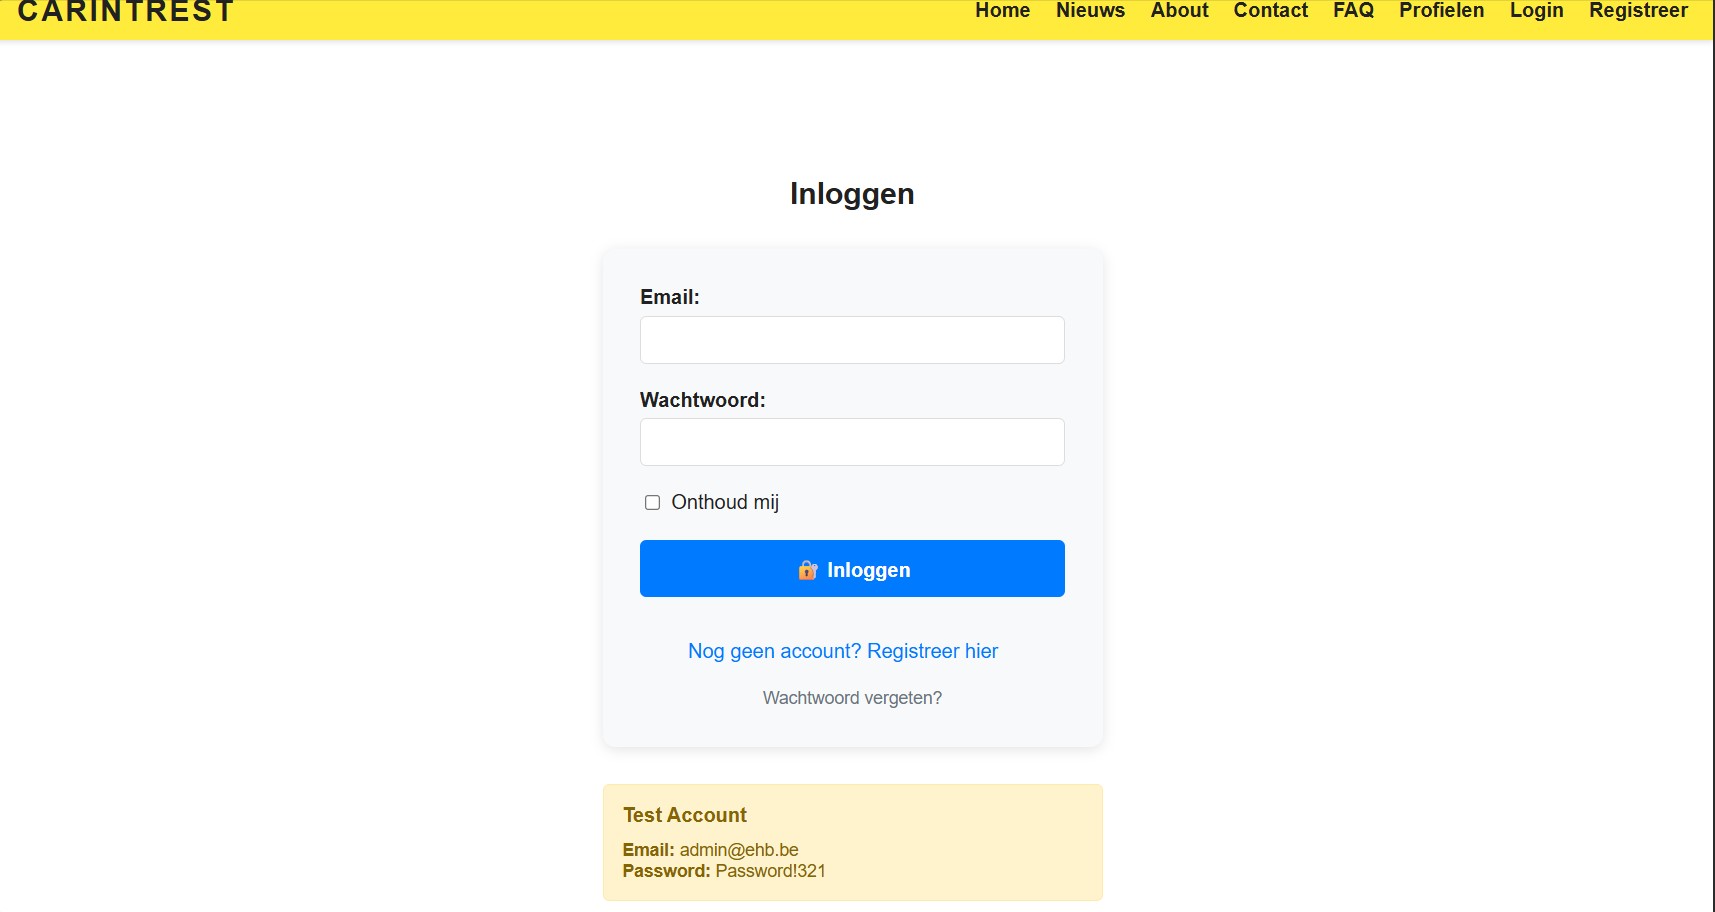 CARINTREST
Home Nieuws About Contact FAQ Profielen Login Registreer
Inloggen
Email:
Wachtwoord:
Onthoud mij
🔐 Inloggen
Nog geen account? Registreer hier
Wachtwoord vergeten?
Test Account
Email: admin@ehb.be
Password: Password!321